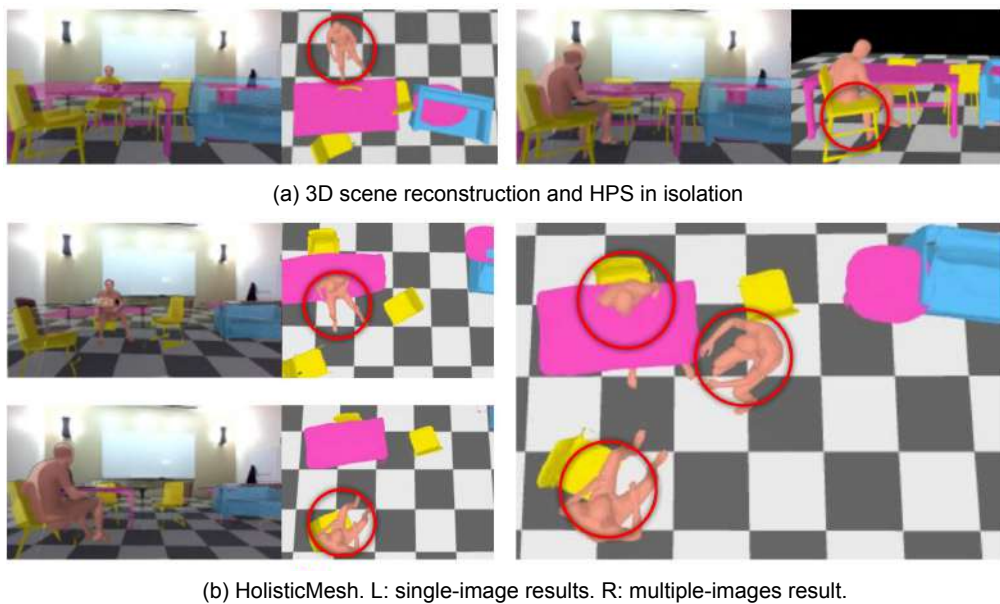 (a) 3D scene reconstruction and HPS in isolation
(b) HolisticMesh. L: single-image results. R: multiple-images result.